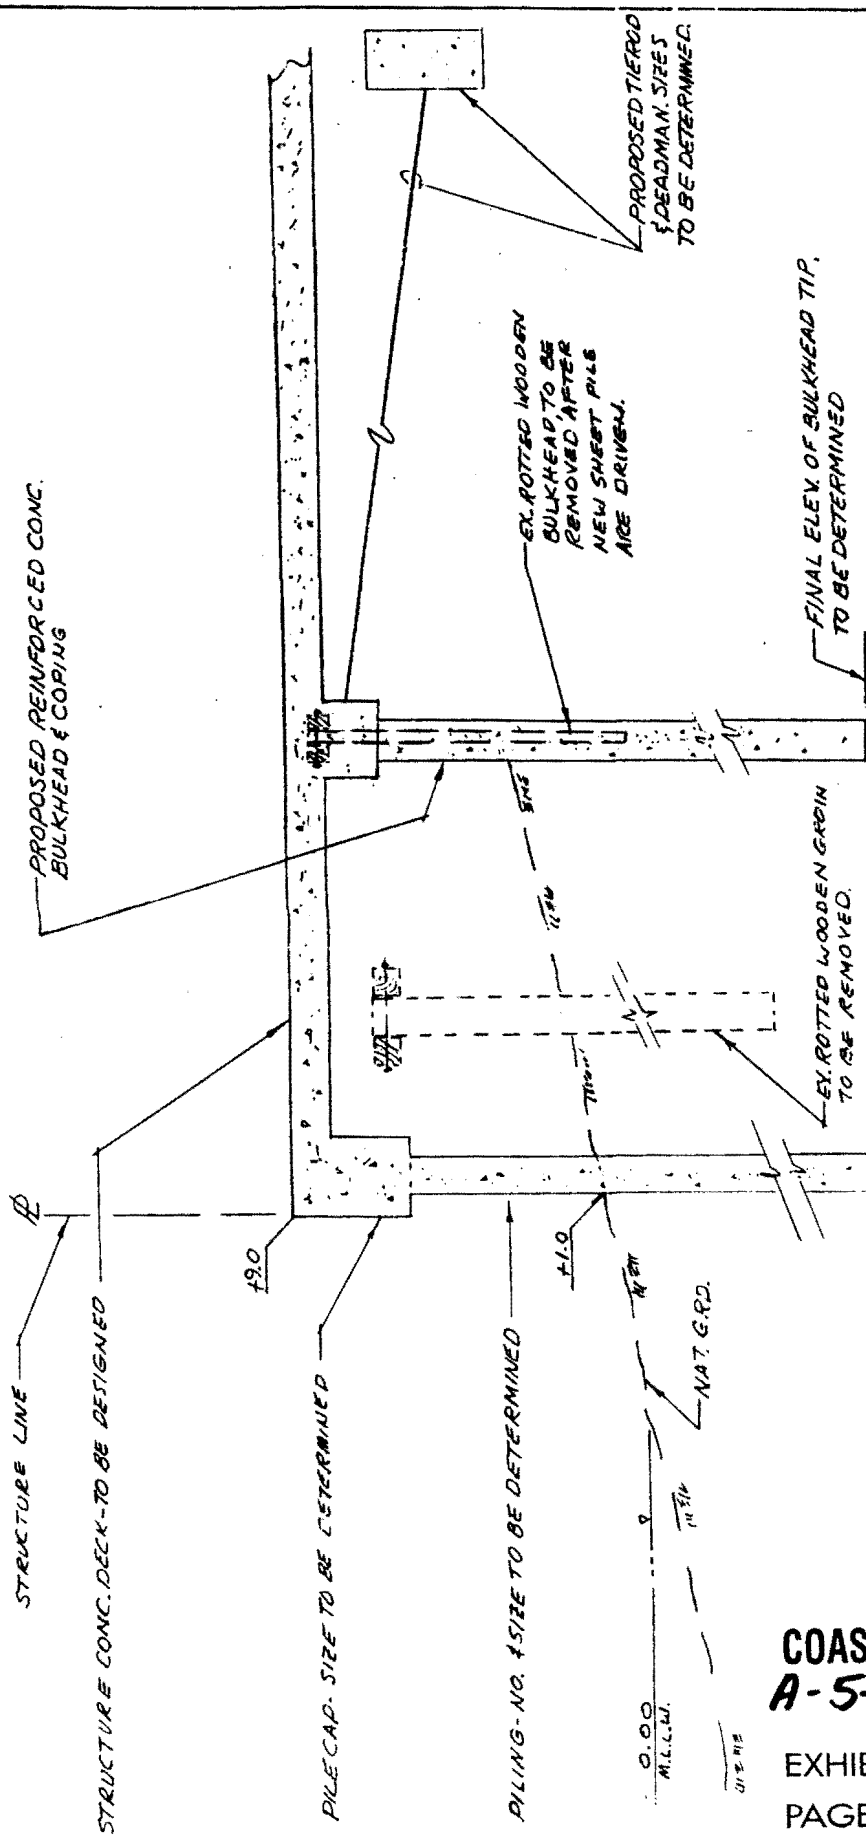 STRUCTURE LINE
PL
STRUCTURE CONC. DECK-TO BE DESIGNED
PROPOSED REINFORCED CONC.
BULKHEAD & COPING
+9.0
PILE CAP-SIZE TO BE DETERMINED
PROPOSED TIEROD
& DEADMAN. SIZES
TO BE DETERMINED.
EX. ROTTED WOODEN
BULKHEAD, TO BE
REMOVED AFTER
NEW SHEET PILE
ARE DRIVEN.
PILING-NO. & SIZE TO BE DETERMINED
+1.0
NAT. GRD.
0.00
M.L.L.W.
EX. ROTTED WOODEN GROIN
TO BE REMOVED.
FINAL ELEV. OF BULKHEAD TIP,
TO BE DETERMINED
COAS
A-5-
EXHIB
PAGE